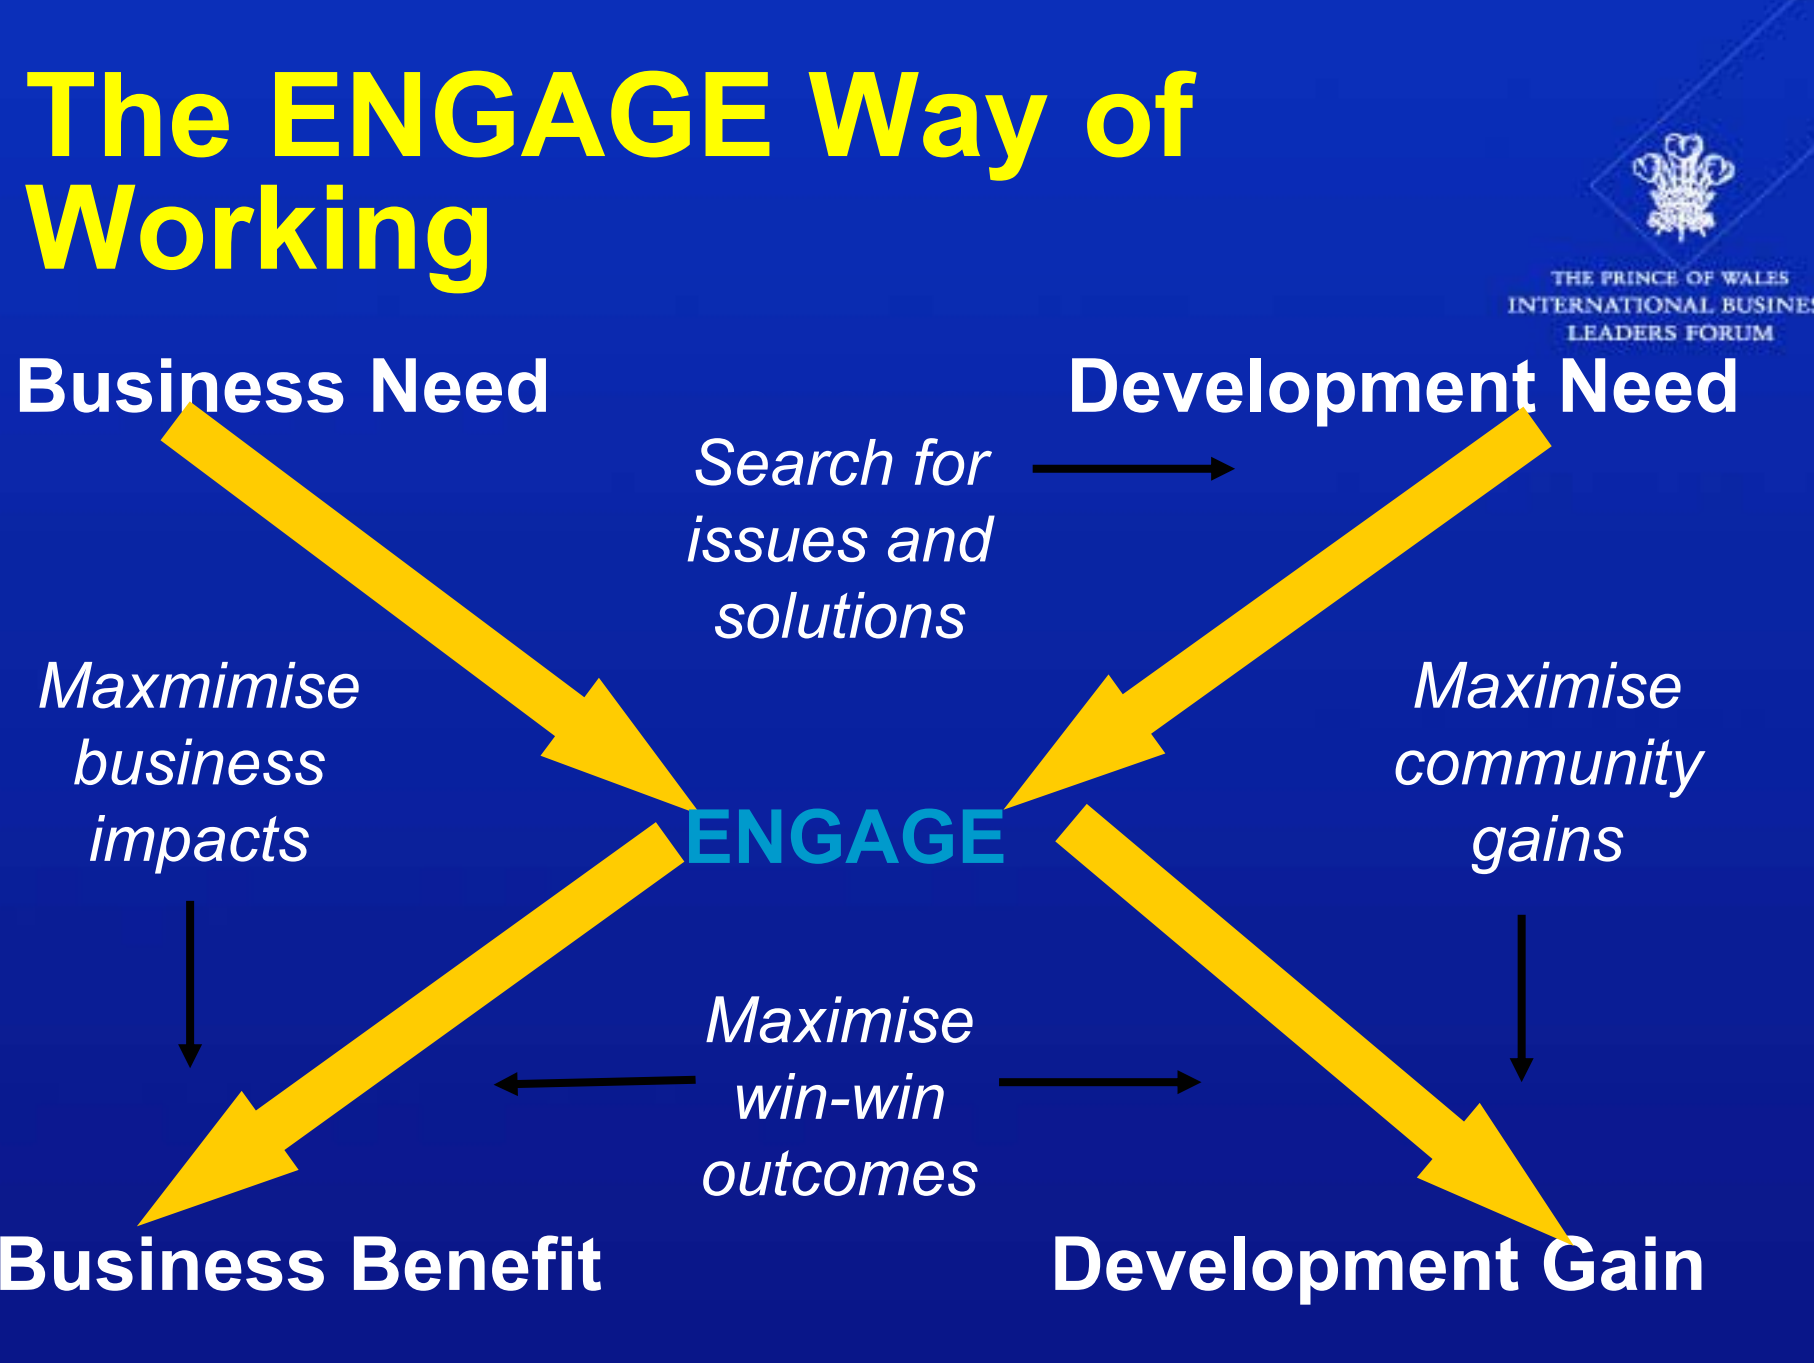 The ENGAGE Way of
Working
THE PRINCE OF WALES
INTERNATIONAL BUSINES
LEADERS FORUM
Business Need
Development Need
Search for
issues and
solutions
Maxmimise
business
impacts
Maximise
community
gains
ENGAGE
Maximise
win-win
outcomes
Business Benefit
Development Gain